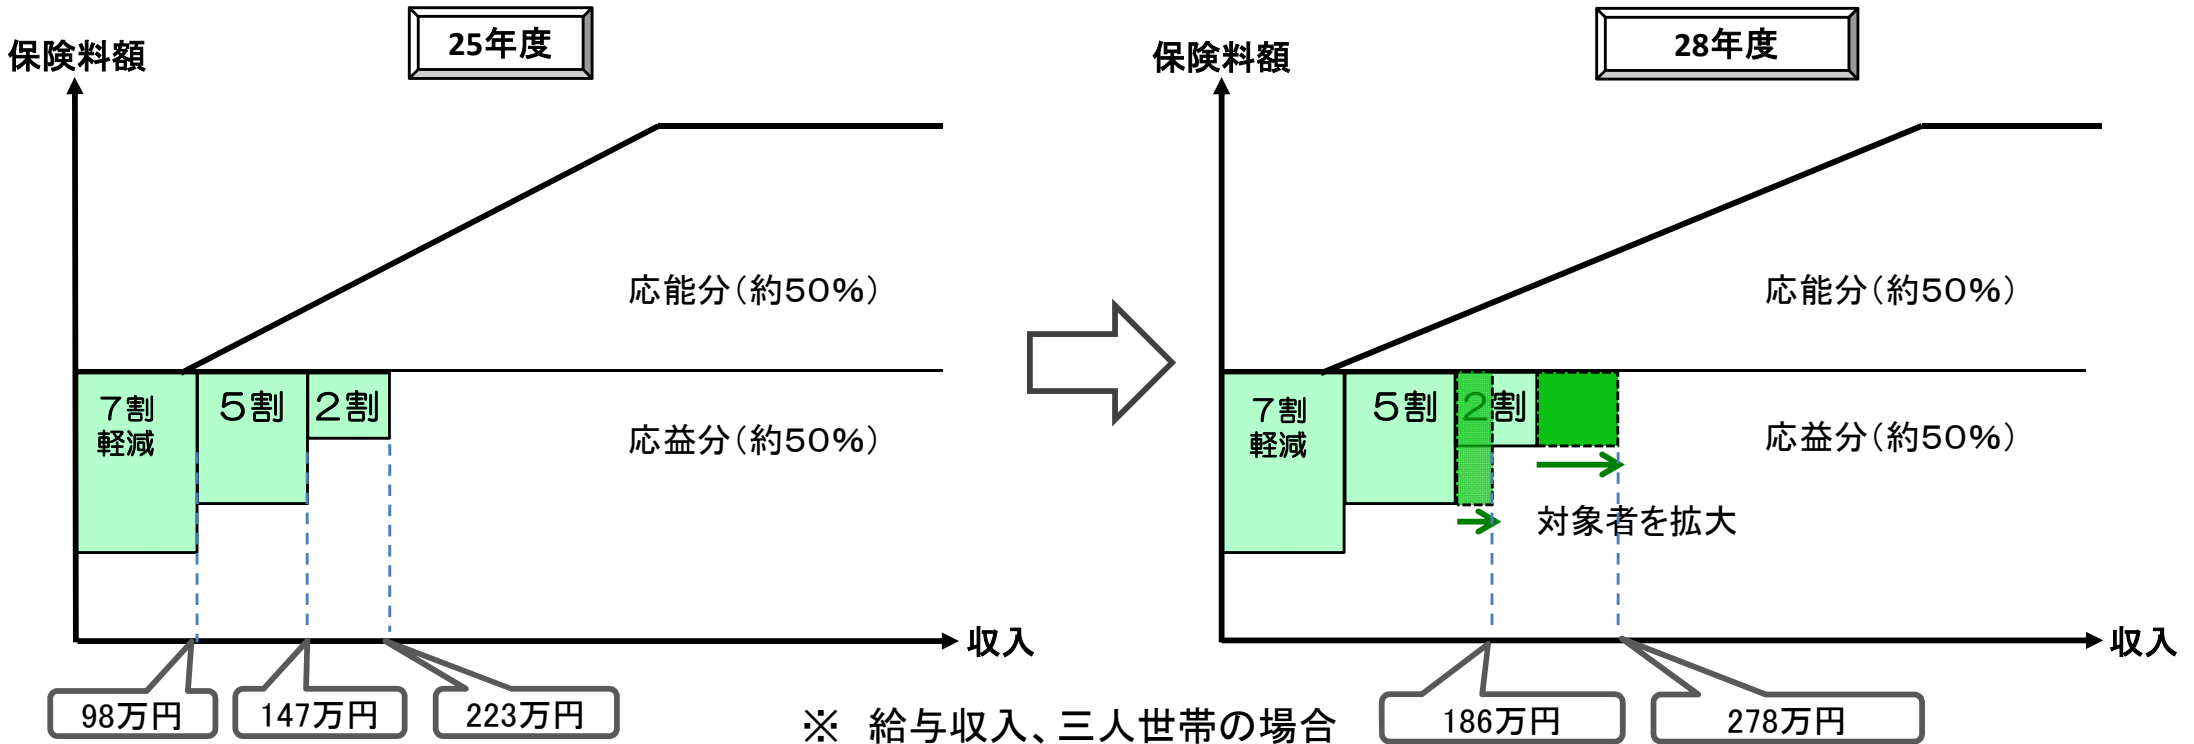 25年度
保険料額
応能分(約50%)
7割
軽減
5割
2割
応益分(約50%)
収入
98万円
147万円
223万円
28年度
保険料額
応能分(約50%)
7割
軽減
5割
2割
応益分(約50%)
対象者を拡大
収入
186万円
278万円
※ 給与収入、三人世帯の場合